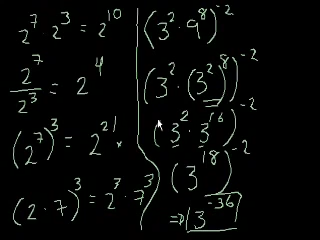 2^7 · 2^3 = 2^10
2^7 / 2^3 = 2^4
(2^7)^3 = 2^21
(2 · 7)^3 = 2^3 · 7^3
(3^2 · 9^8)^-2
(3^2 · (3^2)^8)^-2
(3^2 · 3^16)^-2
(3^18)^-2
⇒ 3^-36